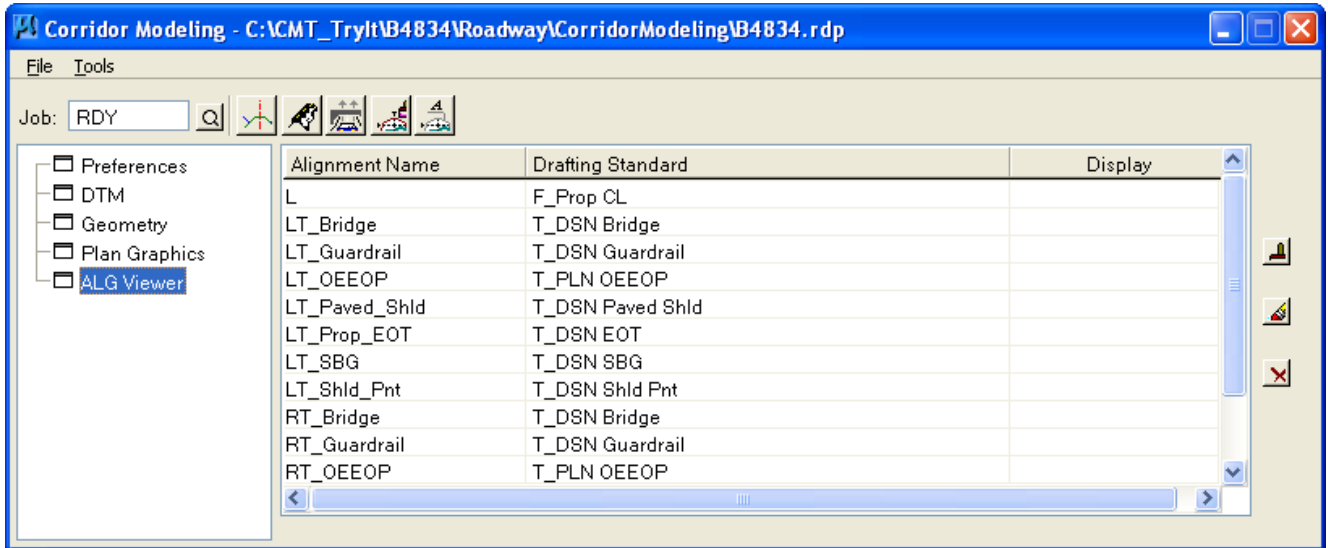 Corridor Modeling - C:\CMT_TryIt\B4834\Roadway\CorridorModeling\B4834.rdp
File Tools
Job: RDY
Preferences
DTM
Geometry
Plan Graphics
ALG Viewer
Alignment Name Drafting Standard Display
L F_Prop CL
LT_Bridge T_DSN Bridge
LT_Guardrail T_DSN Guardrail
LT_OEEOP T_PLN OEEOP
LT_Paved_Shld T_DSN Paved Shld
LT_Prop_EOT T_DSN EOT
LT_SBG T_DSN SBG
LT_Shld_Pnt T_DSN Shld Pnt
RT_Bridge T_DSN Bridge
RT_Guardrail T_DSN Guardrail
RT_OEEOP T_PLN OEEOP